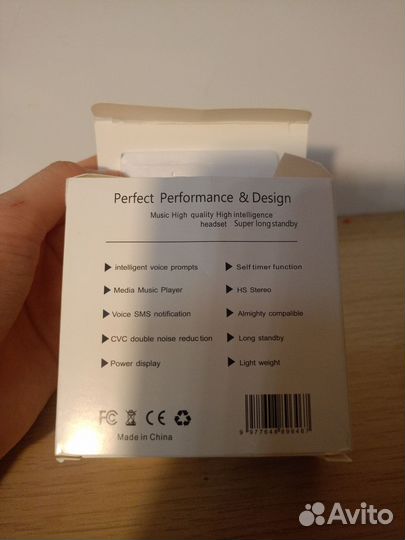 Perfect Performance & Design
Music High quality High intelligence
headset Super long standby
intelligent voice prompts
Self timer function
Media Music Player
HS Stereo
Voice SMS notification
Almighty compalible
CVC double noise reduction
Long standby
Power display
Light weight
FC CE
Made in China
Avito